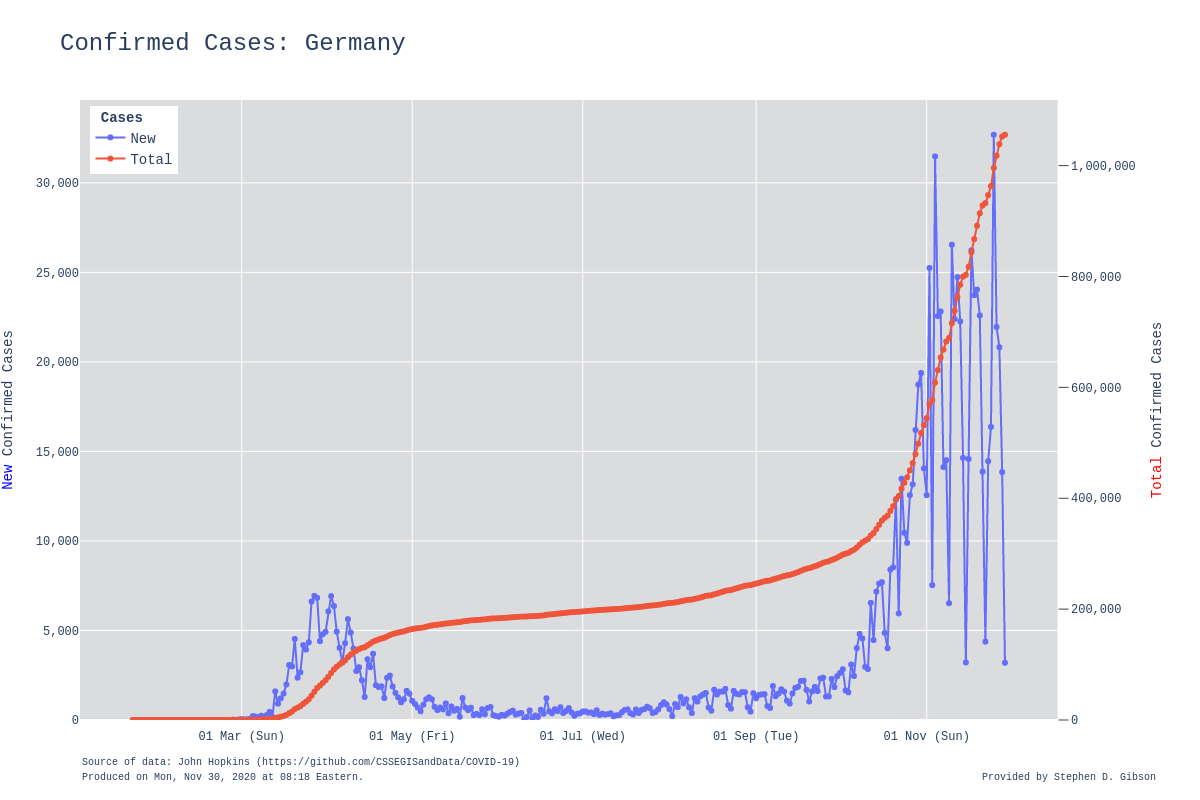 Confirmed Cases: Germany
Cases
New
Total
30,000
25,000
20,000
15,000
10,000
5,000
0
1,000,000
800,000
600,000
400,000
200,000
0
New Confirmed Cases
Total Confirmed Cases
01 Mar (Sun)
01 May (Fri)
01 Jul (Wed)
01 Sep (Tue)
01 Nov (Sun)
Source of data: John Hopkins (https://github.com/CSSEGISandData/COVID-19)
Produced on Mon, Nov 30, 2020 at 08:18 Eastern.
Provided by Stephen D. Gibson